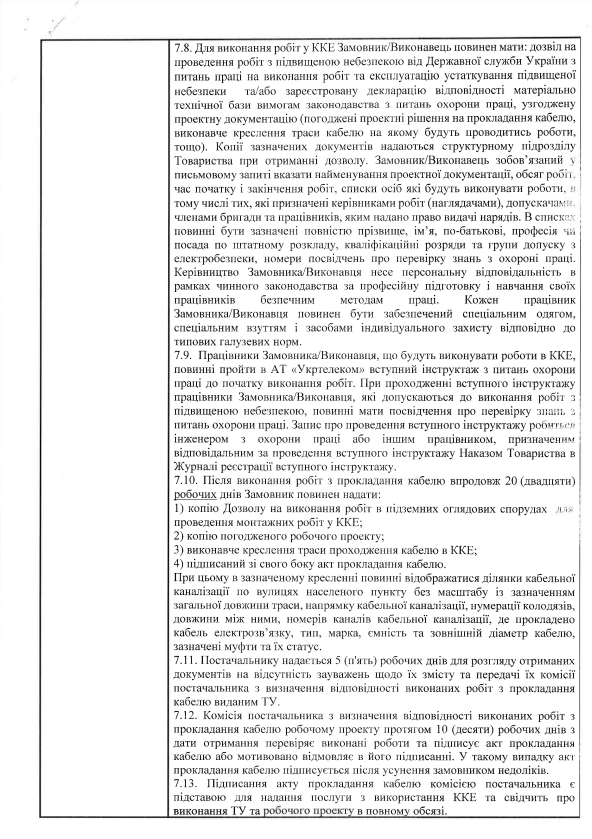 7.8. Для виконання робіт у ККЕ Замовник/Виконавець повинен мати: дозвіл на
проведення робіт з підвищеною небезпекою від Державної служби України з
питань праці на виконання робіт та експлуатацію устаткування підвищеної
небезпеки та/або зареєстровану декларацію відповідності матеріально
технічної бази вимогам законодавства з питань охорони праці, узгоджену
проектну документацію (погоджені проектні рішення на прокладання кабелю,
виконавче креслення траси кабелю на якому будуть проводитись роботи,
тощо). Копії зазначених документів надаються структурному підрозділу
Товариства при отриманні дозволу. Замовник/Виконавець зобов’язаний у
письмовому запиті вказати найменування проектної документації, обсяг робіт,
час початку і закінчення робіт, списки осіб які будуть виконувати роботи, в
тому числі тих, які призначені керівниками робіт (наглядачами), допускачами,
членами бригади та працівників, яким надано право видачі нарядів. В списках
повинні бути зазначені повністю прізвище, ім’я, по-батькові, професія чи
посада по штатному розкладу, кваліфікаційні розряди та групи допуску з
електробезпеки, номери посвідчень про перевірку знань з охороні праці.
Керівництво Замовника/Виконавця несе персональну відповідальність в
рамках чинного законодавства за професійну підготовку і навчання своїх
працівників безпечним методам праці. Кожен працівник
Замовника/Виконавця повинен бути забезпечений спеціальним одягом,
спеціальним взуттям і засобами індивідуального захисту відповідно до
типових галузевих норм.
7.9. Працівники Замовника/Виконавця, що будуть виконувати роботи в ККЕ,
повинні пройти в АТ «Укртелеком» вступний інструктаж з питань охорони
праці до початку виконання робіт. При проходженні вступного інструктажу
працівники Замовника/Виконавця, які допускаються до виконання робіт з
підвищеною небезпекою, повинні мати посвідчення про перевірку знань з
питань охорони праці. Запис про проведення вступного інструктажу робиться
інженером з охорони праці або іншим працівником, призначеним
відповідальним за проведення вступного інструктажу Наказом Товариства в
Журналі реєстрації вступного інструктажу.
7.10. Після виконання робіт з прокладання кабелю впродовж 20 (двадцяти)
робочих днів Замовник повинен надати:
1) копію Дозволу на виконання робіт в підземних оглядових спорудах для
проведення монтажних робіт у ККЕ;
2) копію погодженого робочого проекту;
3) виконавче креслення траси проходження кабелю в ККЕ;
4) підписаний зі свого боку акт прокладання кабелю.
При цьому в зазначеному кресленні повинні відображатися ділянки кабельної
каналізації по вулицях населеного пункту без масштабу із зазначенням
загальної довжини траси, напрямку кабельної каналізації, нумерації колодязів,
довжини між ними, номерів каналів кабельної каналізації, де прокладено
кабель електрозв’язку, тип, марка, ємність та зовнішній діаметр кабелю,
зазначені муфти та їх статус.
7.11. Постачальнику надається 5 (п'ять) робочих днів для розгляду отриманих
документів на відсутність зауважень щодо їх змісту та передачі їх комісії
постачальника з визначення відповідності виконаних робіт з прокладання
кабелю виданим ТУ.
7.12. Комісія постачальника з визначення відповідності виконаних робіт з
прокладання кабелю робочому проекту протягом 10 (десяти) робочих днів з
дати отримання перевіряє виконані роботи та підписує акт прокладання
кабелю або мотивовано відмовляє в його підписанні. У такому випадку акт
прокладання кабелю підписується після усунення замовником недоліків.
7.13. Підписання акту прокладання кабелю комісією постачальника є
підставою для надання послуги з використання ККЕ та свідчить про
виконання ТУ та робочого проекту в повному обсязі.